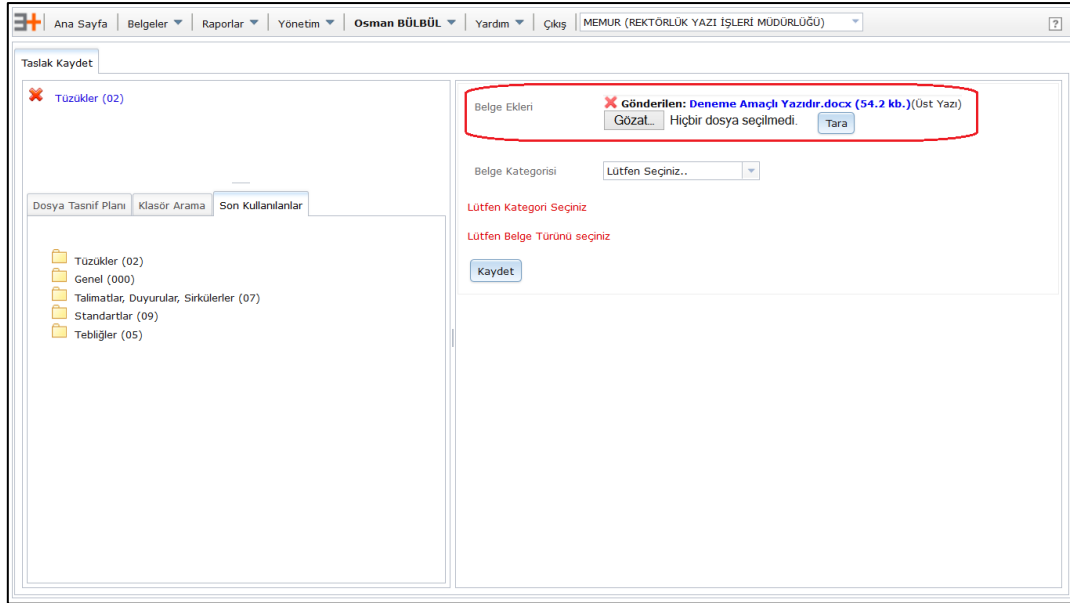 Ana Sayfa Belgeler Raporlar Yönetim Osman BÜLBÜL Yardım Çıkış MEMUR (REKTÖRLÜK YAZI İŞLERİ MÜDÜRLÜĞÜ) ?
Taslak Kaydet
Tüzükler (02)
Dosya Tasnif Planı Klasör Arama Son Kullanılanlar
Tüzükler (02)
Genel (000)
Talimatlar, Duyurular, Sirkülerler (07)
Standartlar (09)
Tebliğler (05)
Belge Ekleri Gönderilen: Deneme Amaçlı Yazıdır.docx (54.2 kb.)(Üst Yazı)
Gözat... Hiçbir dosya seçilmedi. Tara
Belge Kategorisi Lütfen Seçiniz..
Lütfen Kategori Seçiniz
Lütfen Belge Türünü seçiniz
Kaydet